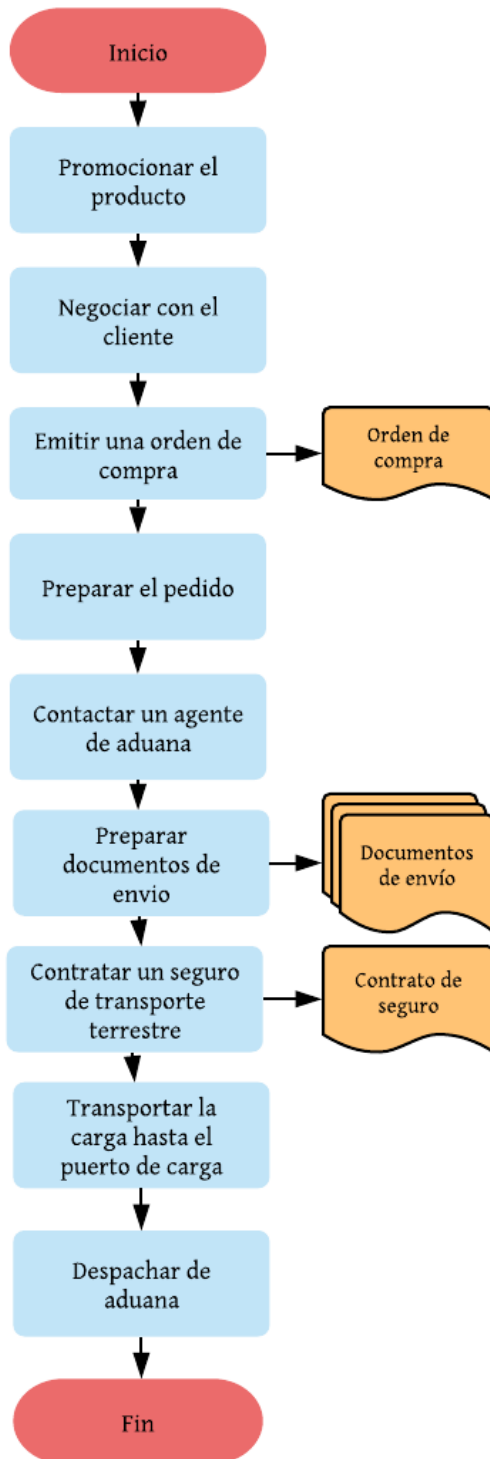 Inicio
Promocionar el
producto
Negociar con el
cliente
Emitir una orden de
compra
Orden de
compra
Preparar el pedido
Contactar un agente
de aduana
Preparar
documentos de
envio
Documentos
de envío
Contratar un seguro
de transporte
terrestre
Contrato de
seguro
Transportar la
carga hasta el
puerto de carga
Despachar de
aduana
Fin